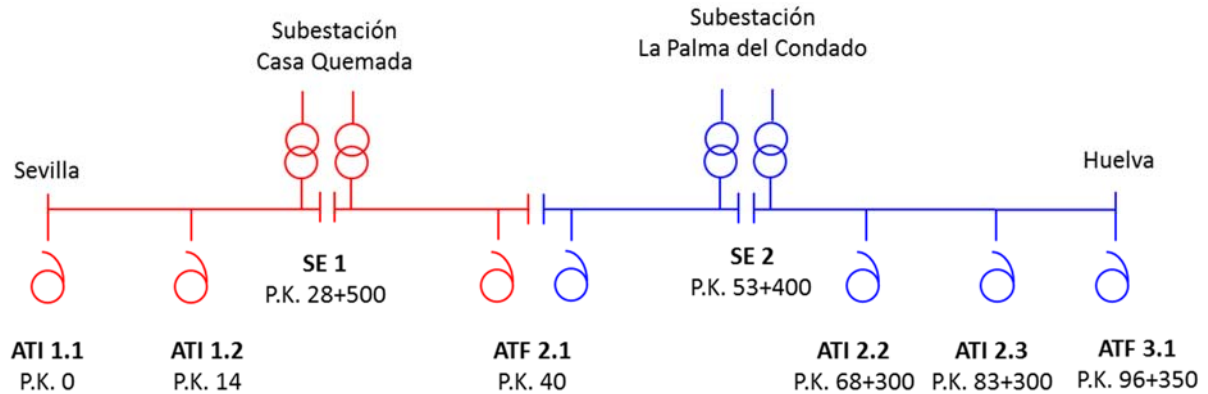 Subestación
Casa Quemada
Subestación
La Palma del Condado
Sevilla
Huelva
SE 1
P.K. 28+500
SE 2
P.K. 53+400
ATI 1.1
P.K. 0
ATI 1.2
P.K. 14
ATF 2.1
P.K. 40
ATI 2.2
P.K. 68+300
ATI 2.3
P.K. 83+300
ATF 3.1
P.K. 96+350